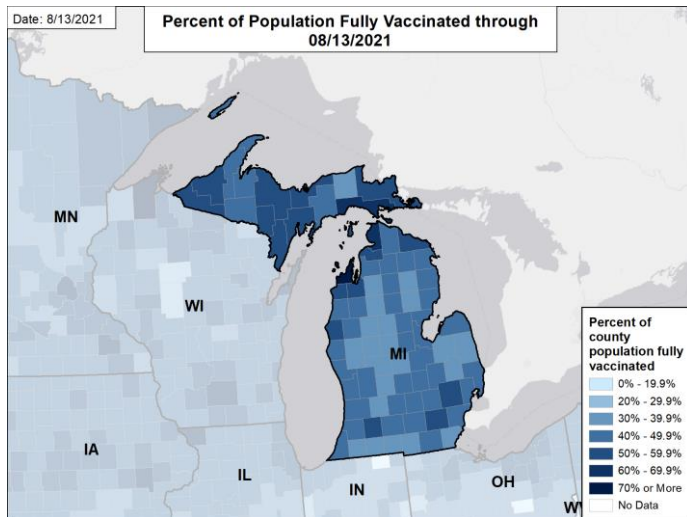 Date: 8/13/2021
Percent of Population Fully Vaccinated through
08/13/2021
MN
WI
MI
IA
IL
IN
OH
WV
Percent of
county
population fully
vaccinated
0% - 19.9%
20% - 29.9%
30% - 39.9%
40% - 49.9%
50% - 59.9%
60% - 69.9%
70% or More
No Data